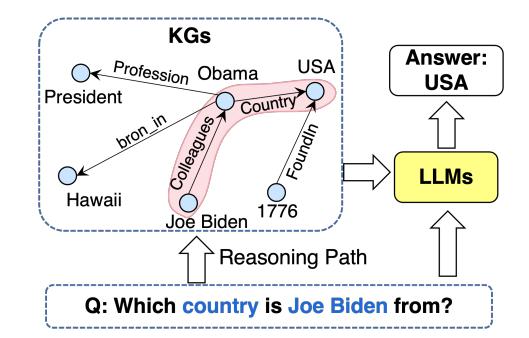 KGs
Profession
Obama
USA
President
Country
bron_in
Colleagues
FoundIn
Hawaii
1776
Joe Biden
Answer:
USA
LLMs
Reasoning Path
Q: Which country is Joe Biden from?